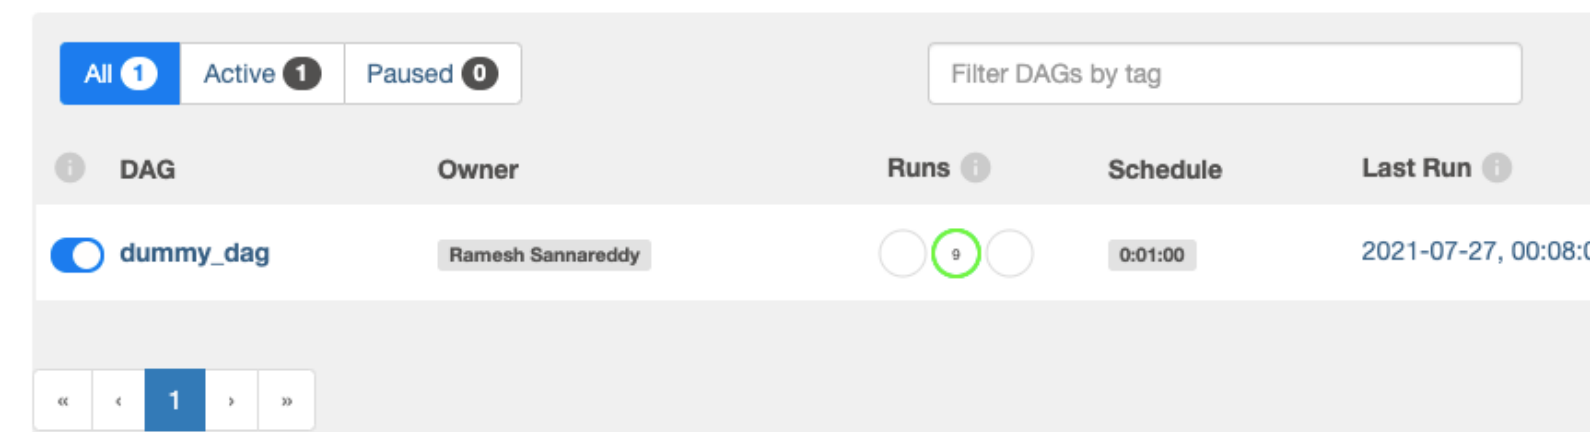 All 1 Active 1 Paused 0 Filter DAGs by tag
i DAG Owner Runs i Schedule Last Run i
dummy_dag Ramesh Sannareddy 9 0:01:00 2021-07-27, 00:08:0
« ‹ 1 › »